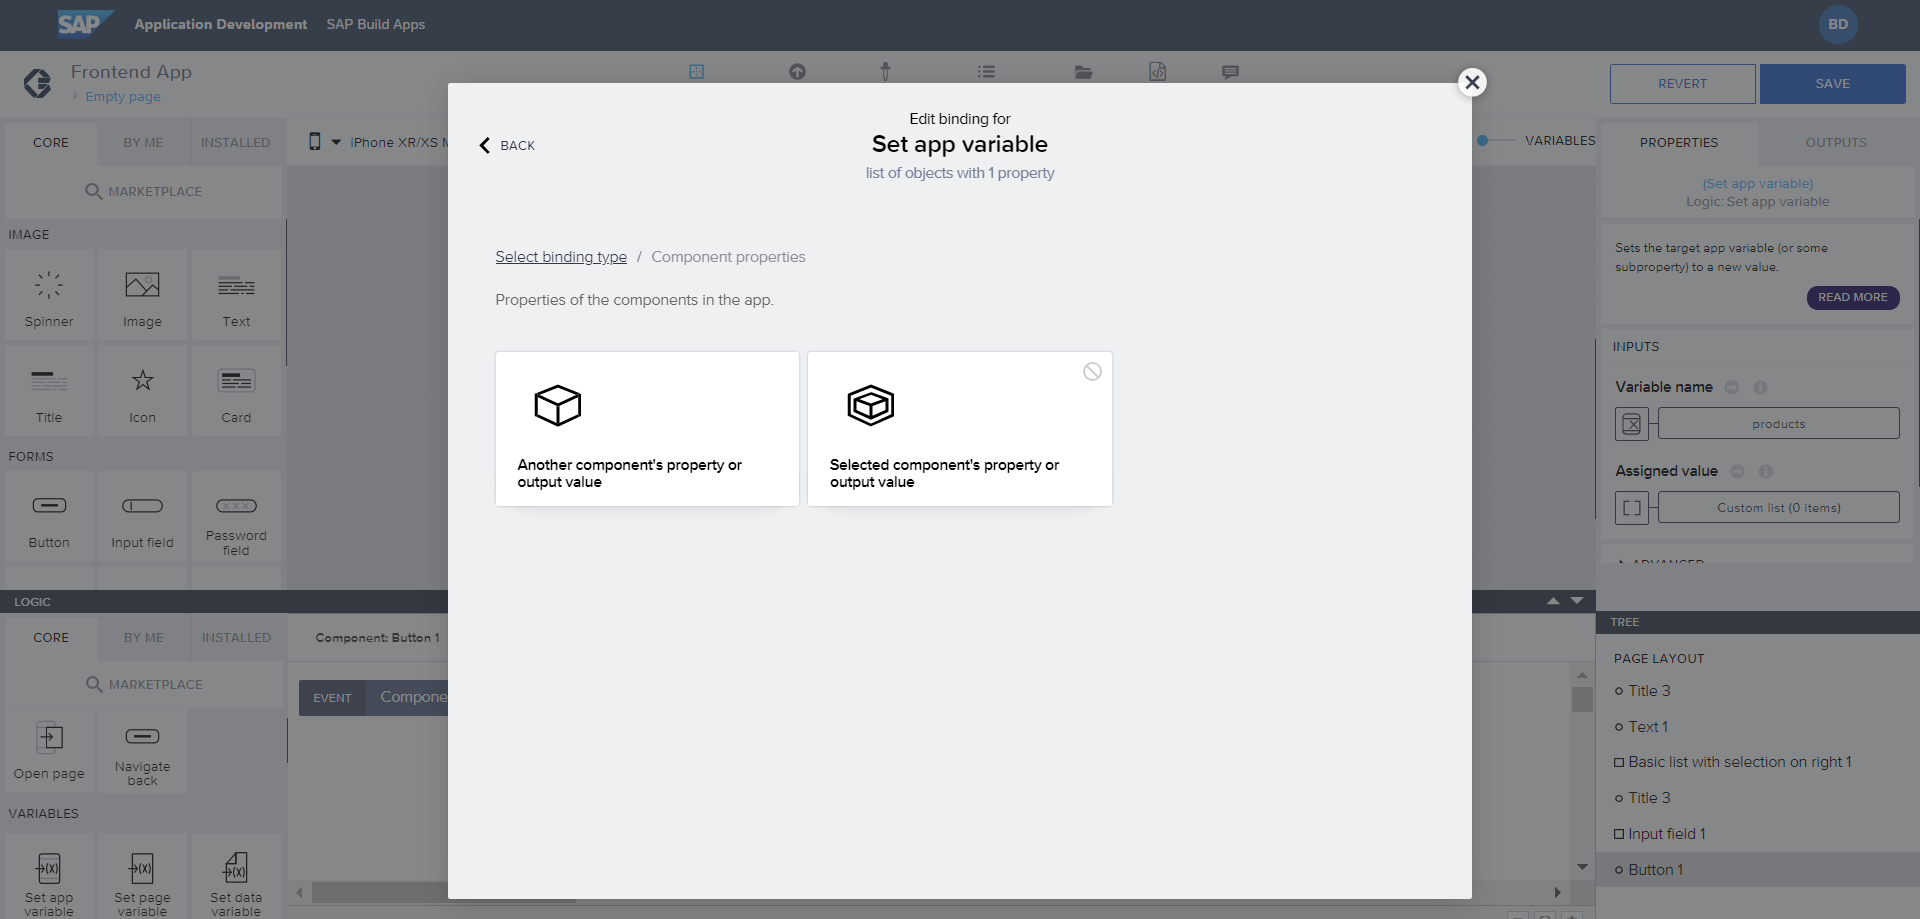 SAP
Application Development
SAP Build Apps
BD
Frontend App
Empty page
REVERT
SAVE
CORE
BY ME
INSTALLED
iPhone XR/XS M
VARIABLES
PROPERTIES
OUTPUTS
MARKETPLACE
(Set app variable)
Logic: Set app variable
Sets the target app variable (or some
subproperty) to a new value.
READ MORE
INPUTS
Variable name
products
Assigned value
Custom list (0 items)
ADVANCED
IMAGE
Spinner
Image
Text
Title
Icon
Card
FORMS
Button
Input field
Password
field
BACK
Edit binding for
Set app variable
list of objects with 1 property
Select binding type / Component properties
Properties of the components in the app.
Another component's property or
output value
Selected component's property or
output value
LOGIC
CORE
BY ME
INSTALLED
MARKETPLACE
Component: Button 1
EVENT
Compone
Open page
Navigate
back
VARIABLES
Set app
variable
Set page
variable
Set data
variable
TREE
PAGE LAYOUT
Title 3
Text 1
Basic list with selection on right 1
Title 3
Input field 1
Button 1